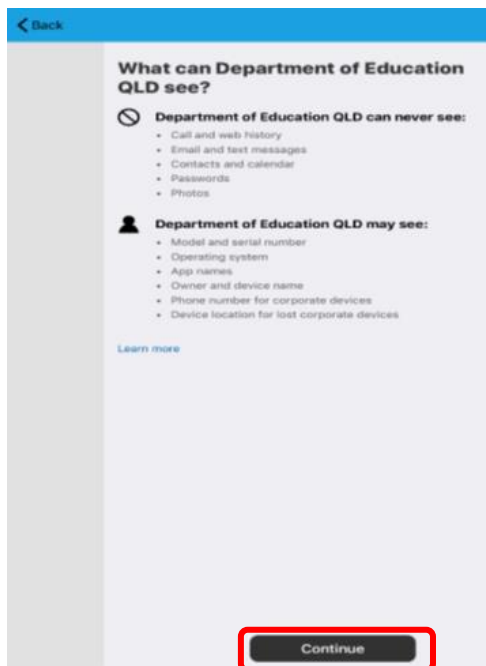 Back
What can Department of Education
QLD see?
Department of Education QLD can never see:
• Call and web history
• Email and text messages
• Contacts and calendar
• Passwords
• Photos
Department of Education QLD may see:
• Model and serial number
• Operating system
• App names
• Owner and device name
• Phone number for corporate devices
• Device location for lost corporate devices
Learn more
Continue